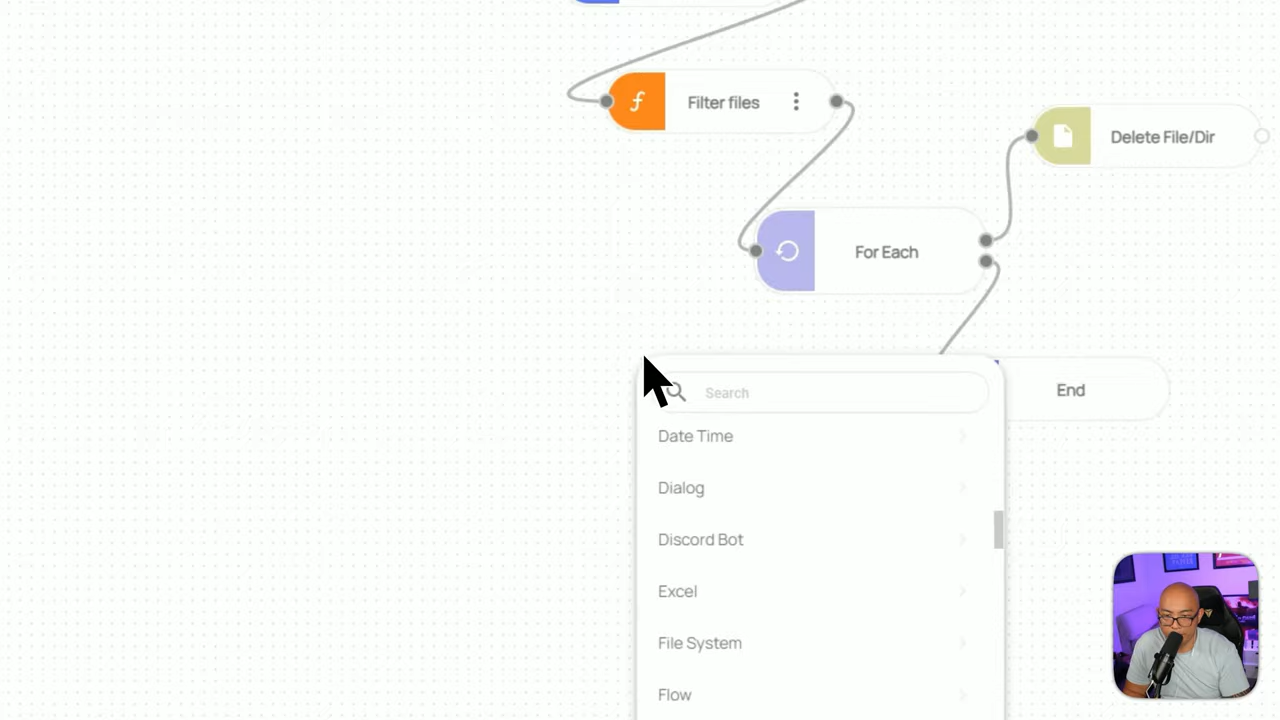 Filter files
Delete File/Dir
For Each
Search
End
Date Time
Dialog
Discord Bot
Excel
File System
Flow